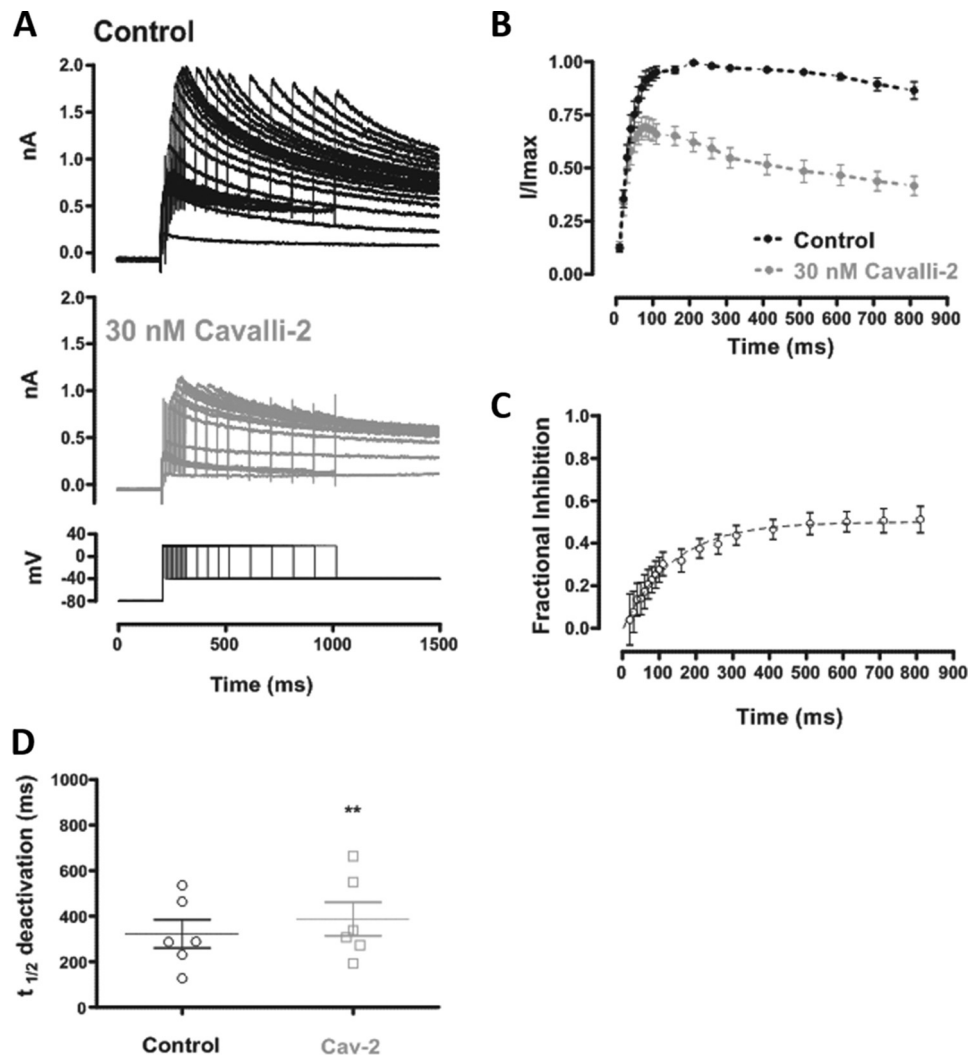 A
Control
2.0
1.5
1.0
0.5
0.0
nA
30 nM Cavalli-2
2.0
1.5
1.0
0.5
0.0
nA
40
0
-40
-80
mV
0
500
1000
1500
Time (ms)
B
1.00
0.75
0.50
0.25
0.00
I/Imax
Control
30 nM Cavalli-2
0 100 200 300 400 500 600 700 800 900
Time (ms)
C
1.0
0.8
0.6
0.4
0.2
0.0
Fractional Inhibition
0 100 200 300 400 500 600 700 800 900
Time (ms)
D
1000
800
600
400
200
0
t 1/2 deactivation (ms)
**
Control
Cav-2